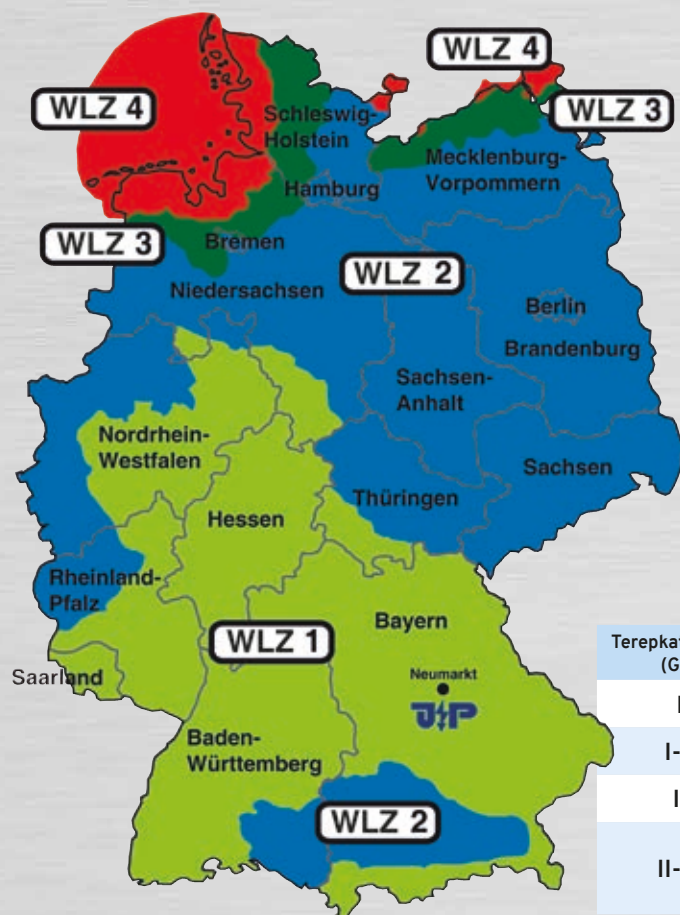 WLZ 4
WLZ 4
WLZ 3
Schleswig-
Holstein
Mecklenburg-
Vorpommern
Hamburg
WLZ 3
Bremen
WLZ 2
Niedersachsen
Berlin
Brandenburg
Sachsen-
Anhalt
Nordrhein-
Westfalen
Sachsen
Thüringen
Hessen
Rheinland-
Pfalz
Bayern
WLZ 1
Saarland
Neumarkt
J P
Baden-
Württemberg
WLZ 2